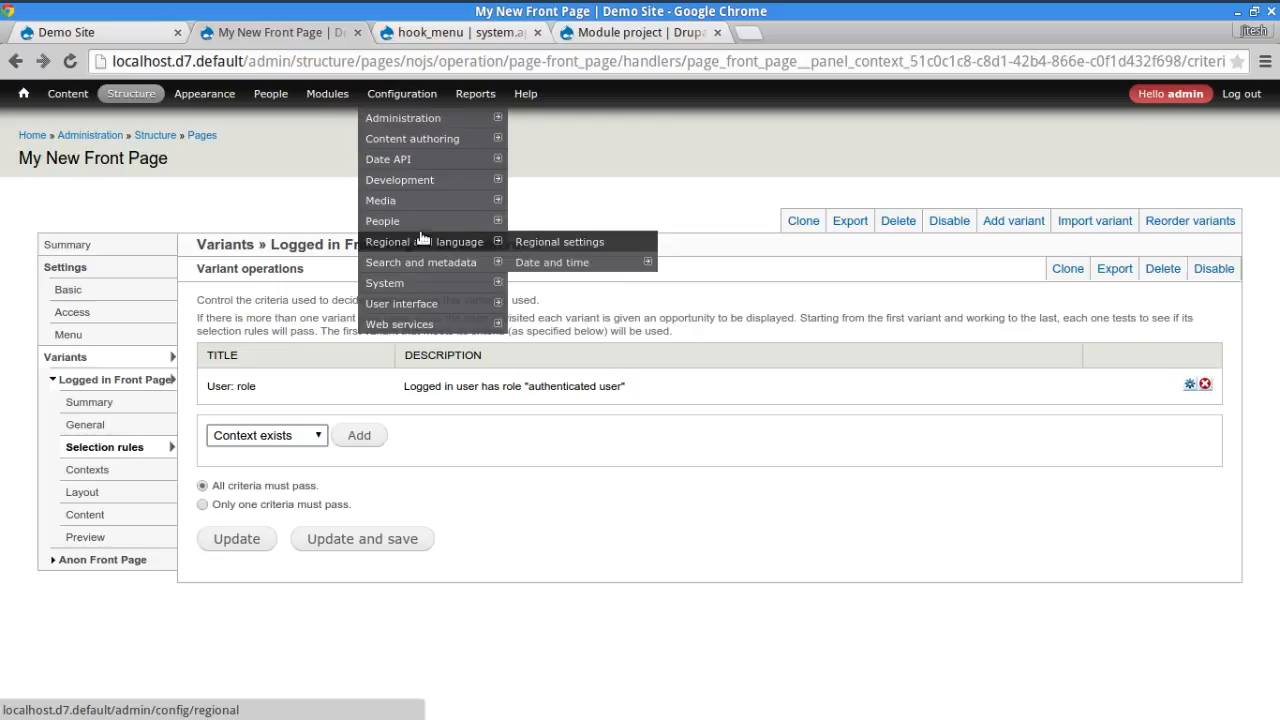 My New Front Page | Demo Site - Google Chrome
Demo Site
My New Front Page | D
hook_menu | system.a
Module project | Drupa
jitesh
localhost.d7.default/admin/structure/pages/nojs/operation/page-front_page/handlers/page_front_page__panel_context_51c0c1c8-c8d1-42b4-866e-c0f1d432f698/criteri
Content Structure Appearance People Modules Configuration Reports Help Hello admin Log out
Home » Administration » Structure » Pages
My New Front Page
Administration
Content authoring
Date API
Development
Media
People
Regional language
Search and metadata
System
User interface
Web services
Regional settings
Date and time
Clone Export Delete Disable Add variant Import variant Reorder variants
Summary
Settings
Basic
Access
Menu
Variants
Logged in Front Page
Summary
General
Selection rules
Contexts
Layout
Content
Preview
Anon Front Page
Variants » Logged in Fr
Variant operations
Clone Export Delete Disable
Control the criteria used to decid used.
If there is more than one variant visited each variant is given an opportunity to be displayed. Starting from the first variant and working to the last, each one tests to see if its
selection rules will pass. The first (as specified below) will be used.
TITLE DESCRIPTION
User: role Logged in user has role "authenticated user"
Context exists Add
All criteria must pass.
Only one criteria must pass.
Update Update and save
localhost.d7.default/admin/config/regional